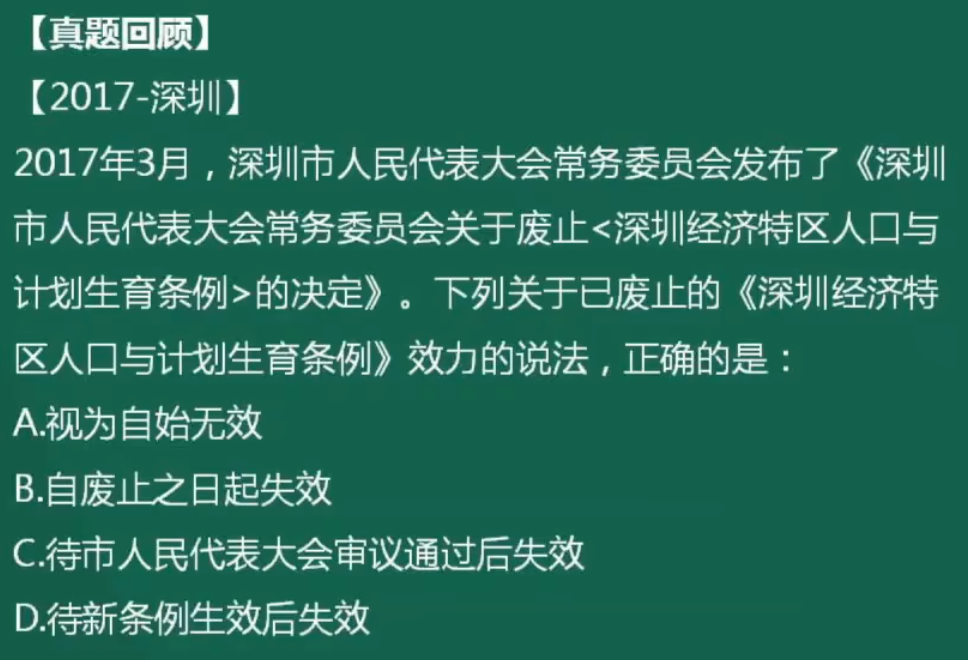 【真题回顾】
【2017-深圳】
2017年3月，深圳市人民代表大会常务委员会发布了《深圳
市人民代表大会常务委员会关于废止<深圳经济特区人口与
计划生育条例>的决定》。下列关于已废止的《深圳经济特
区人口与计划生育条例》效力的说法，正确的是：
A.视为自始无效
B.自废止之日起失效
C.待市人民代表大会审议通过后失效
D.待新条例生效后失效